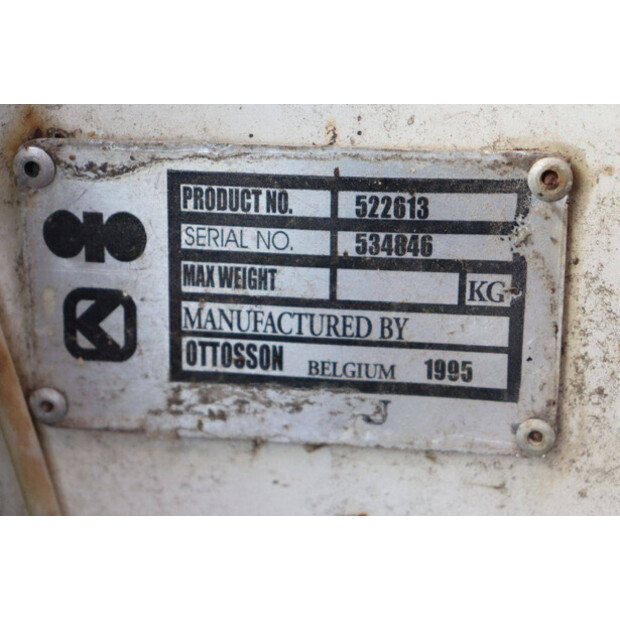 PRODUCT NO. 522613
SERIAL NO. 534846
MAX WEIGHT KG
MANUFACTURED BY
OTTOSSON BELGIUM 1995
J